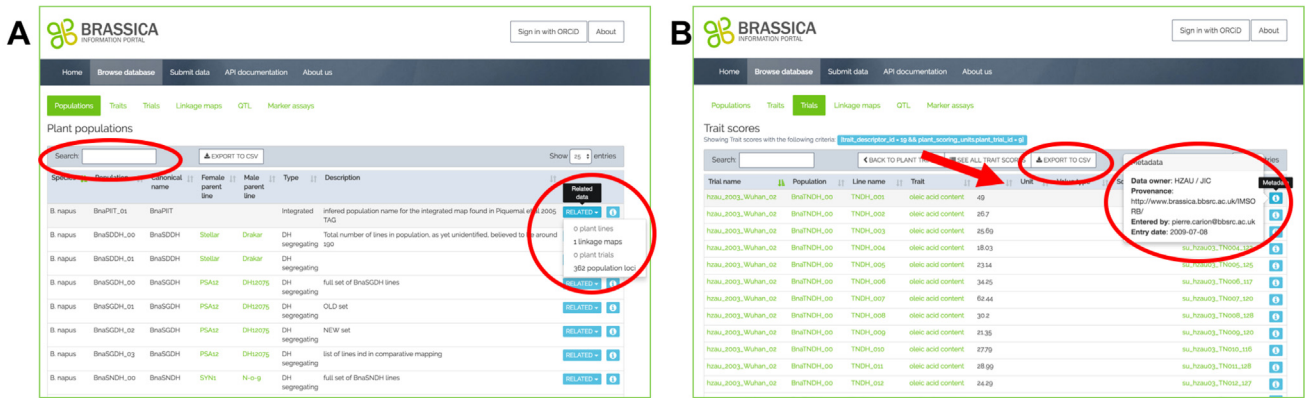 A
BRASSICA
INFORMATION PORTAL
Sign in with ORCiD About
Home Browse database Submit data API documentation About us
Populations Traits Trials Linkage maps QTL Marker assays
Plant populations
Search: EXPORT TO CSV Show 25 entries
Species Population Canonical name Female parent line Male parent line Type Description
Related data
B. napus BnaPIIT_01 BnaPIIT Integrated infered population name for the integrated map found in Piquemal et al 2005 TAG RELATED
0 plant lines
1 linkage maps
0 plant trials
362 population loci
B. napus BnaSDDH_00 BnaSDDH Stellar Drakar DH segregating Total number of lines in population, as yet unidentified, believed to be around 190
B. napus BnaSDDH_01 BnaSDDH Stellar Drakar DH segregating
B. napus BnaSGDH_00 BnaSGDH PSA12 DH12075 DH segregating full set of BnaSGDH lines RELATED
B. napus BnaSGDH_01 BnaSGDH PSA12 DH12075 DH segregating OLD set RELATED
B. napus BnaSGDH_02 BnaSGDH PSA12 DH12075 DH segregating NEW set RELATED
B. napus BnaSGDH_03 BnaSGDH PSA12 DH12075 DH segregating list of lines ind in comparative mapping RELATED
B. napus BnaSNDH_00 BnaSNDH SYN1 N-o-9 DH segregating full set of BnaSNDH lines RELATED
B
BRASSICA
INFORMATION PORTAL
Sign in with ORCiD About
Home Browse database Submit data API documentation About us
Populations Traits Trials Linkage maps QTL Marker assays
Trait scores
Showing Trait scores with the following criteria: [trait_descriptor_id = 19 && plant_scoring_units.plant_trial_id = 9]
Search: BACK TO PLANT SEE ALL TRAIT SCORES EXPORT TO CSV entries
Trial name Population Line name Trait Unit Value type
Metadata
Data owner: HZAU / JIC
Provenance:
http://www.brassica.bbsrc.ac.uk/IMSORB/
Entered by: pierre.carion@bbsrc.ac.uk
Entry date: 2009-07-08
Metadata
hzau_2003_Wuhan_02 BnaTNDH_00 TNDH_001 oleic acid content 49
hzau_2003_Wuhan_02 BnaTNDH_00 TNDH_002 oleic acid content 26.7
hzau_2003_Wuhan_02 BnaTNDH_00 TNDH_003 oleic acid content 25.69
hzau_2003_Wuhan_02 BnaTNDH_00 TNDH_004 oleic acid content 18.03
hzau_2003_Wuhan_02 BnaTNDH_00 TNDH_005 oleic acid content 23.14 su_hzau03_TN005_125
hzau_2003_Wuhan_02 BnaTNDH_00 TNDH_006 oleic acid content 34.25 su_hzau03_TN006_117
hzau_2003_Wuhan_02 BnaTNDH_00 TNDH_007 oleic acid content 62.44 su_hzau03_TN007_120
hzau_2003_Wuhan_02 BnaTNDH_00 TNDH_008 oleic acid content 30.2 su_hzau03_TN008_128
hzau_2003_Wuhan_02 BnaTNDH_00 TNDH_009 oleic acid content 21.35 su_hzau03_TN009_120
hzau_2003_Wuhan_02 BnaTNDH_00 TNDH_010 oleic acid content 27.79 su_hzau03_TN010_116
hzau_2003_Wuhan_02 BnaTNDH_00 TNDH_011 oleic acid content 28.99 su_hzau03_TN011_128
hzau_2003_Wuhan_02 BnaTNDH_00 TNDH_012 oleic acid content 24.29 su_hzau03_TN012_127